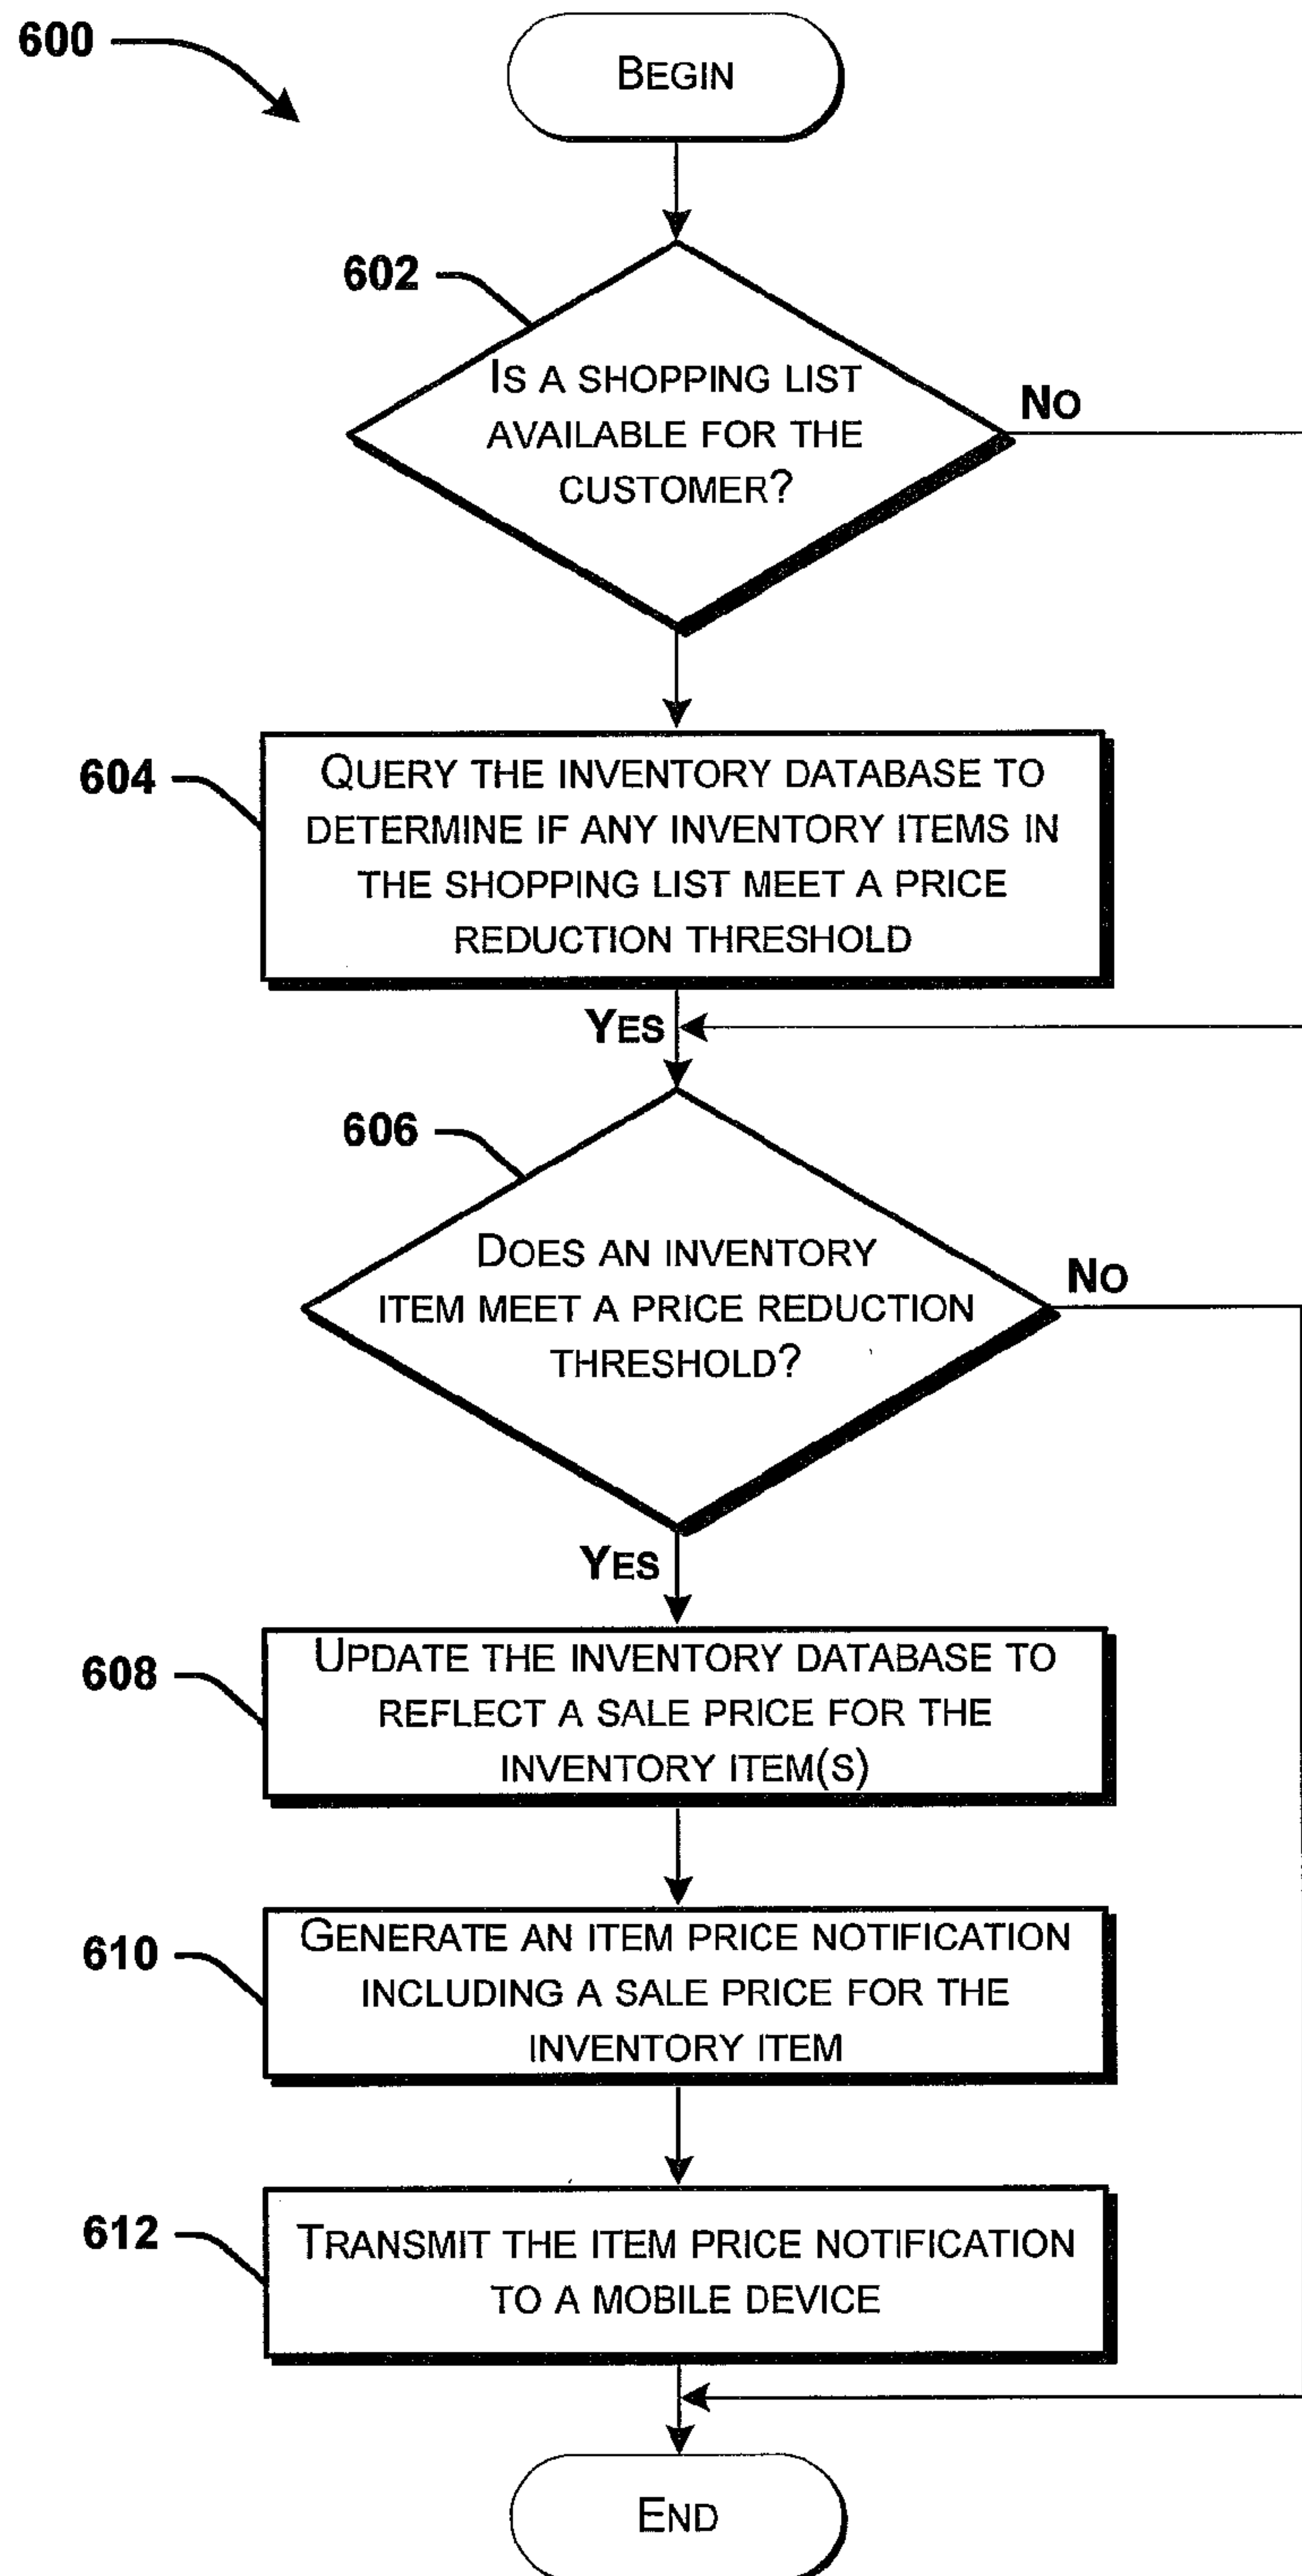 600
BEGIN
602
IS A SHOPPING LIST
AVAILABLE FOR THE
CUSTOMER?
NO
604
QUERY THE INVENTORY DATABASE TO
DETERMINE IF ANY INVENTORY ITEMS IN
THE SHOPPING LIST MEET A PRICE
REDUCTION THRESHOLD
YES
606
DOES AN INVENTORY
ITEM MEET A PRICE REDUCTION
THRESHOLD?
NO
YES
608
UPDATE THE INVENTORY DATABASE TO
REFLECT A SALE PRICE FOR THE
INVENTORY ITEM(S)
610
GENERATE AN ITEM PRICE NOTIFICATION
INCLUDING A SALE PRICE FOR THE
INVENTORY ITEM
612
TRANSMIT THE ITEM PRICE NOTIFICATION
TO A MOBILE DEVICE
END